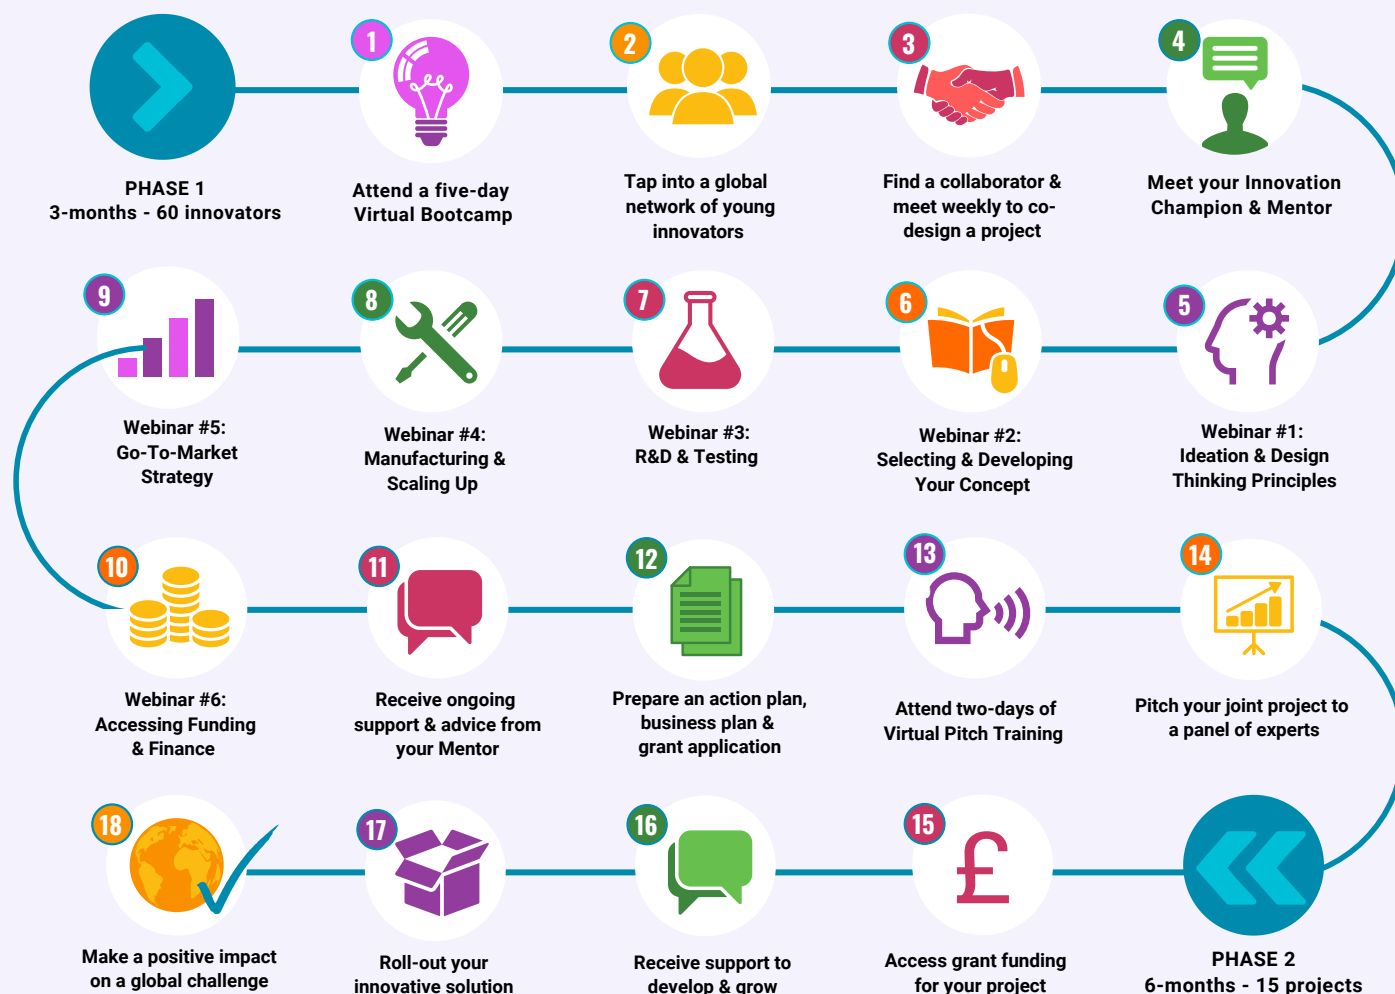 PHASE 1
3-months - 60 innovators
1
Attend a five-day
Virtual Bootcamp
2
Tap into a global
network of young
innovators
3
Find a collaborator &
meet weekly to co-
design a project
4
Meet your Innovation
Champion & Mentor
5
Webinar #1:
Ideation & Design
Thinking Principles
6
Webinar #2:
Selecting & Developing
Your Concept
7
Webinar #3:
R&D & Testing
8
Webinar #4:
Manufacturing &
Scaling Up
9
Webinar #5:
Go-To-Market
Strategy
10
Webinar #6:
Accessing Funding
& Finance
11
Receive ongoing
support & advice from
your Mentor
12
Prepare an action plan,
business plan &
grant application
13
Attend two-days of
Virtual Pitch Training
14
Pitch your joint project to
a panel of experts
PHASE 2
6-months - 15 projects
15
£
Access grant funding
for your project
16
Receive support to
develop & grow
17
Roll-out your
innovative solution
18
Make a positive impact
on a global challenge